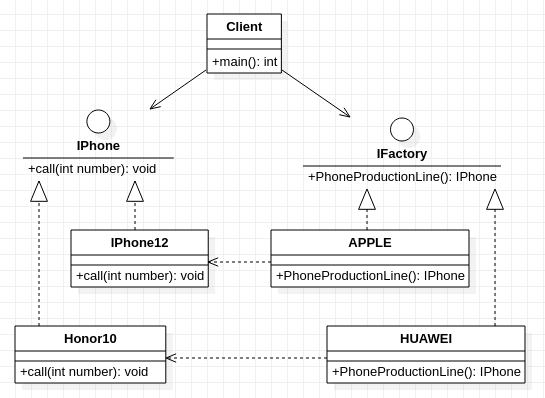 Client
+main(): int
IPhone
+call(int number): void
IFactory
+PhoneProductionLine(): IPhone
IPhone12
+call(int number): void
APPLE
+PhoneProductionLine(): IPhone
Honor10
+call(int number): void
HUAWEI
+PhoneProductionLine(): IPhone